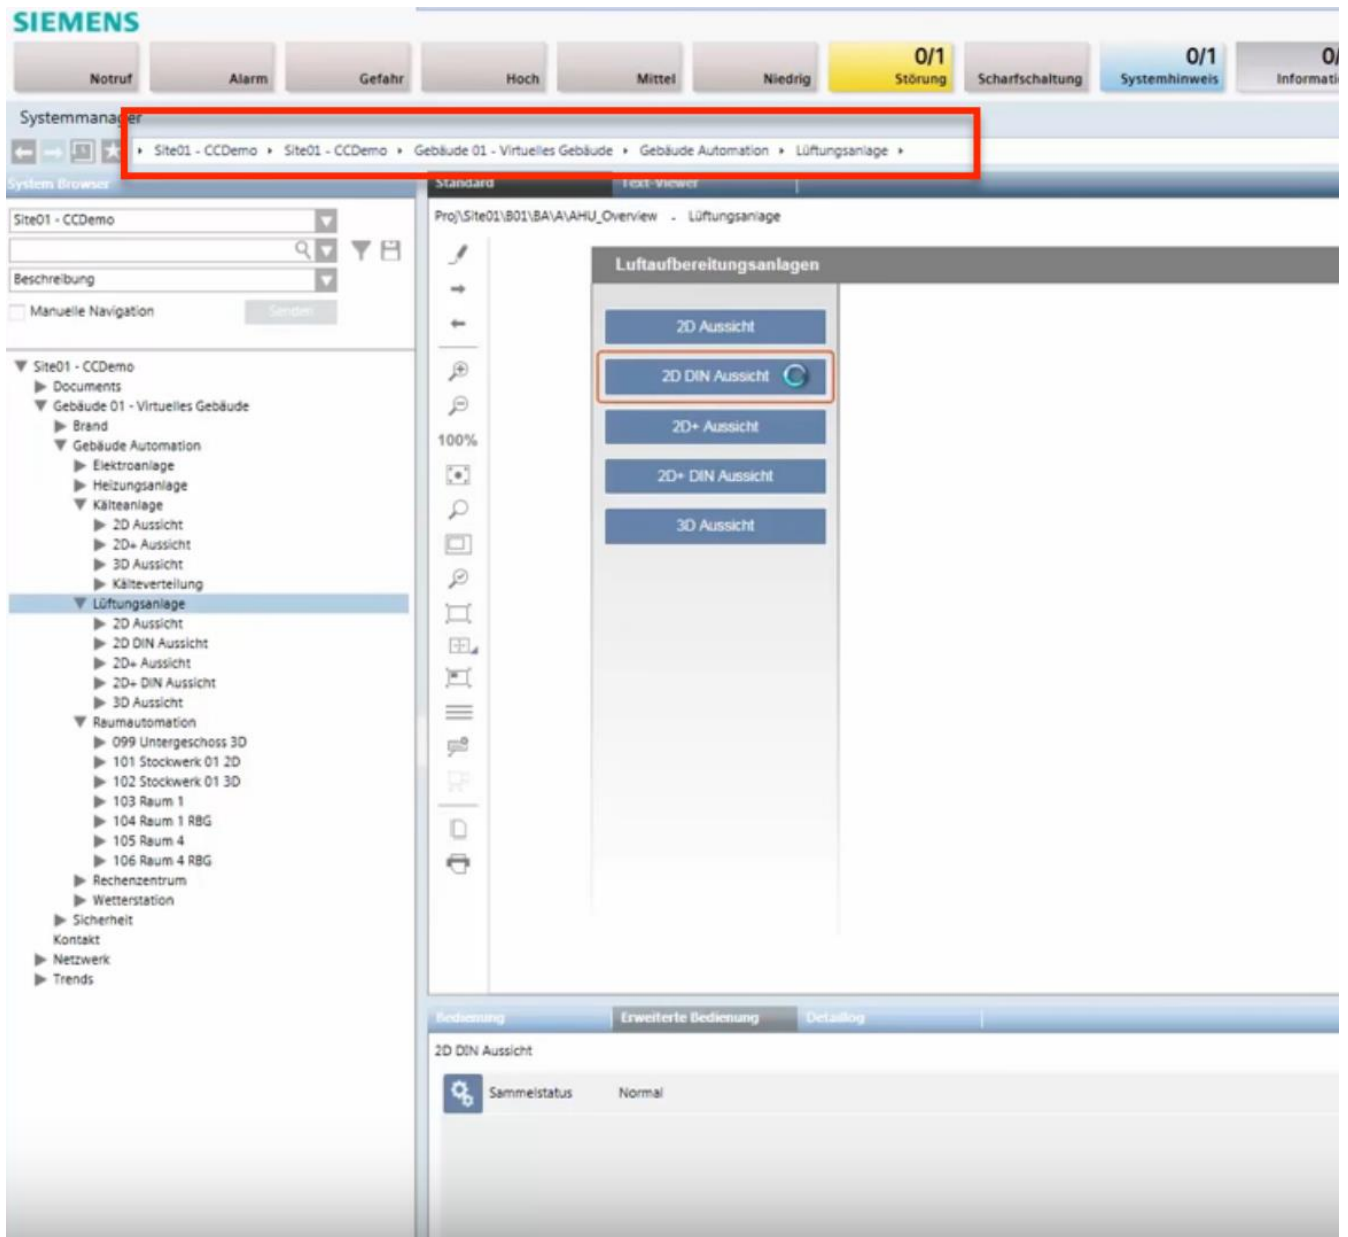 SIEMENS
0/1 0/1 0/
Notruf Alarm Gefahr Hoch Mittel Niedrig Störung Scharfschaltung Systemhinweis Informati
Systemmanager
Site01 - CCDemo Site01 - CCDemo Gebäude 01 - Virtuelles Gebäude Gebäude Automation Lüftungsanlage
System Browser
Standard Text-Viewer
Site01 - CCDemo
Proj\Site01\B01\BA\A\AHU_Overview - Lüftungsanlage
Beschreibung
Manuelle Navigation Senden
Site01 - CCDemo
Documents
Gebäude 01 - Virtuelles Gebäude
Brand
Gebäude Automation
Elektroanlage
Heizungsanlage
Kälteanlage
2D Aussicht
2D+ Aussicht
3D Aussicht
Kälteverteilung
Lüftungsanlage
2D Aussicht
2D DIN Aussicht
2D+ Aussicht
2D+ DIN Aussicht
3D Aussicht
Raumautomation
099 Untergeschoss 3D
101 Stockwerk 01 2D
102 Stockwerk 01 3D
103 Raum 1
104 Raum 1 RBG
105 Raum 4
106 Raum 4 RBG
Rechenzentrum
Wetterstation
Sicherheit
Kontakt
Netzwerk
Trends
100%
Luftaufbereitungsanlagen
2D Aussicht
2D DIN Aussicht
2D+ Aussicht
2D+ DIN Aussicht
3D Aussicht
Bedienung Erweiterte Bedienung Detaillog
2D DIN Aussicht
Sammelstatus Normal